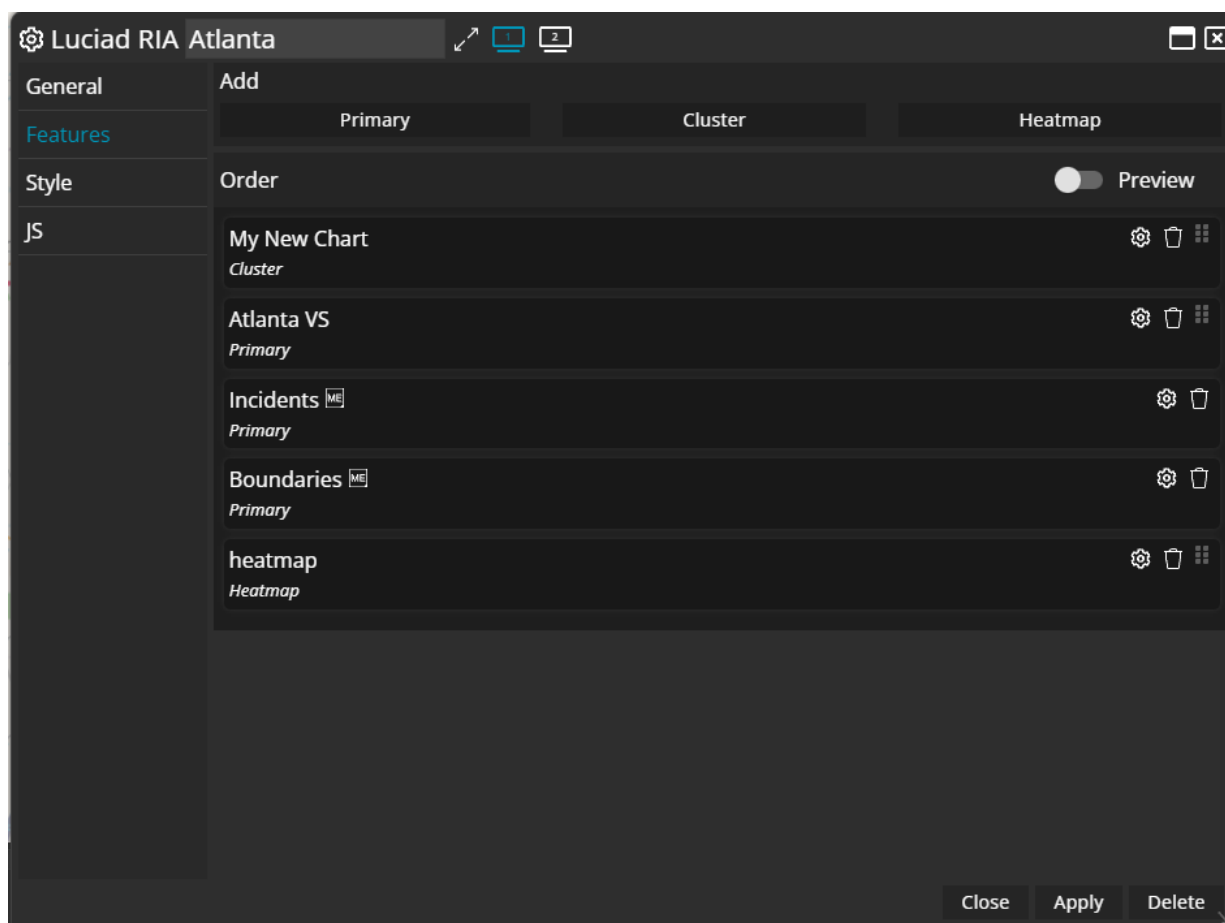 Luciad RIA Atlanta 1 2
General
Features
Style
JS
Add
Primary Cluster Heatmap
Order Preview
My New Chart
Cluster
Atlanta VS
Primary
Incidents ME
Primary
Boundaries ME
Primary
heatmap
Heatmap
Close Apply Delete